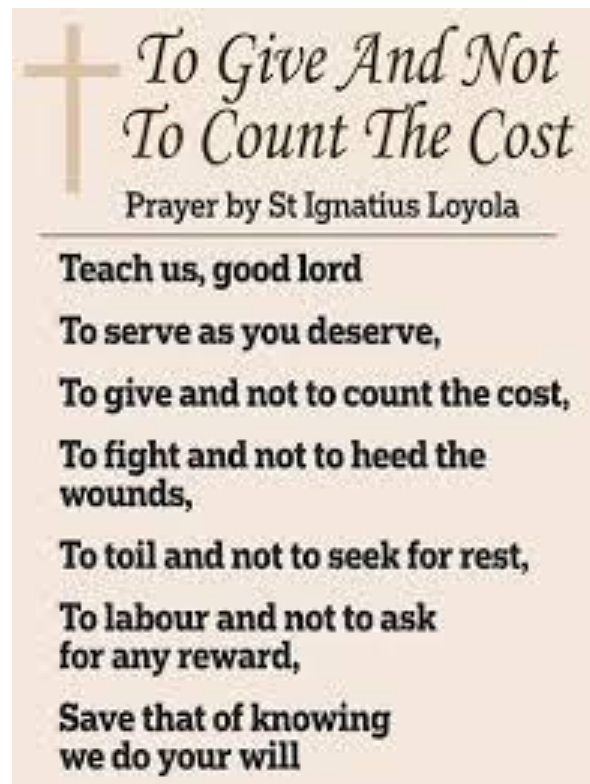 To Give And Not
To Count The Cost
Prayer by St Ignatius Loyola
Teach us, good lord
To serve as you deserve,
To give and not to count the cost,
To fight and not to heed the
wounds,
To toil and not to seek for rest,
To labour and not to ask
for any reward,
Save that of knowing
we do your will